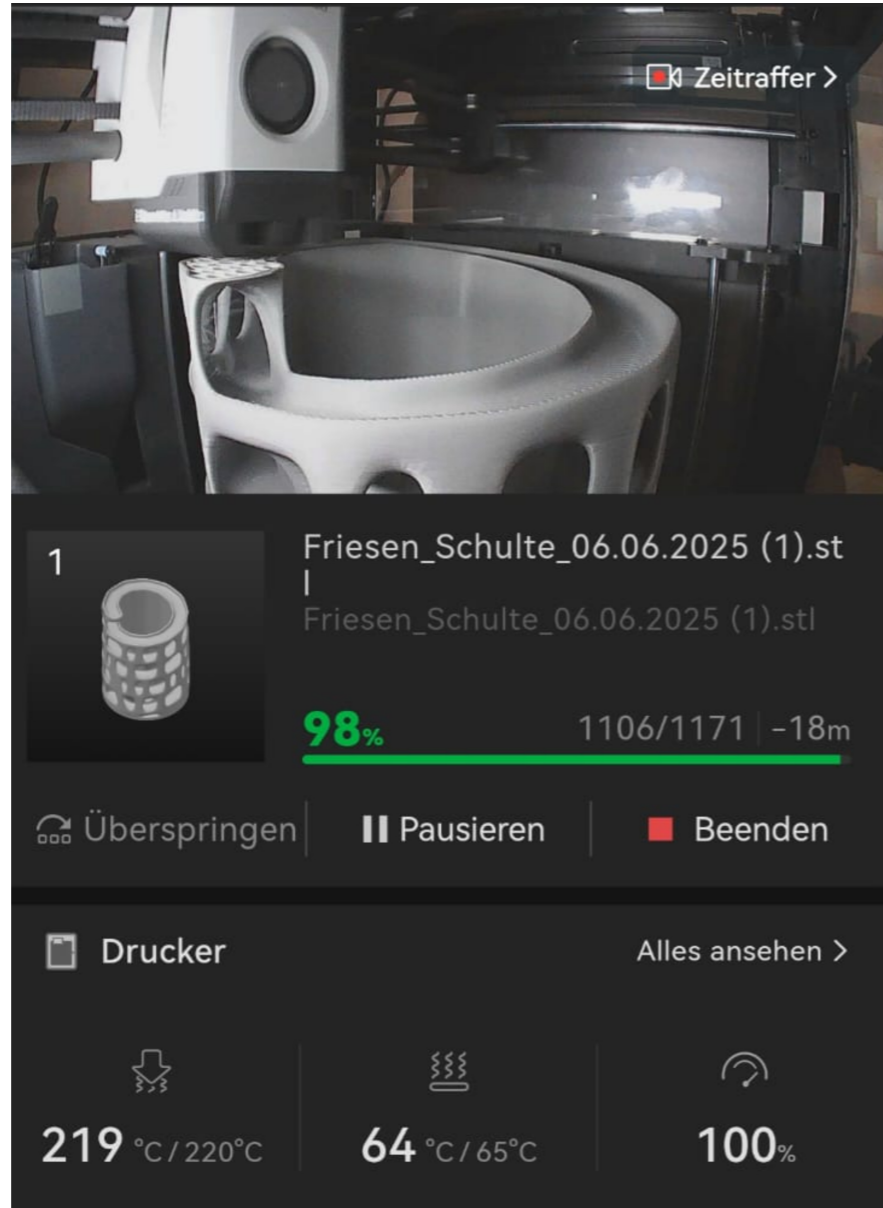 Zeitraffer >
1
Friesen_Schulte_06.06.2025 (1).st
l
Friesen_Schulte_06.06.2025 (1).stl
98%
1106/1171 | -18m
Überspringen
Pausieren
Beenden
Drucker
Alles ansehen >
219 °C / 220°C
64 °C / 65°C
100%